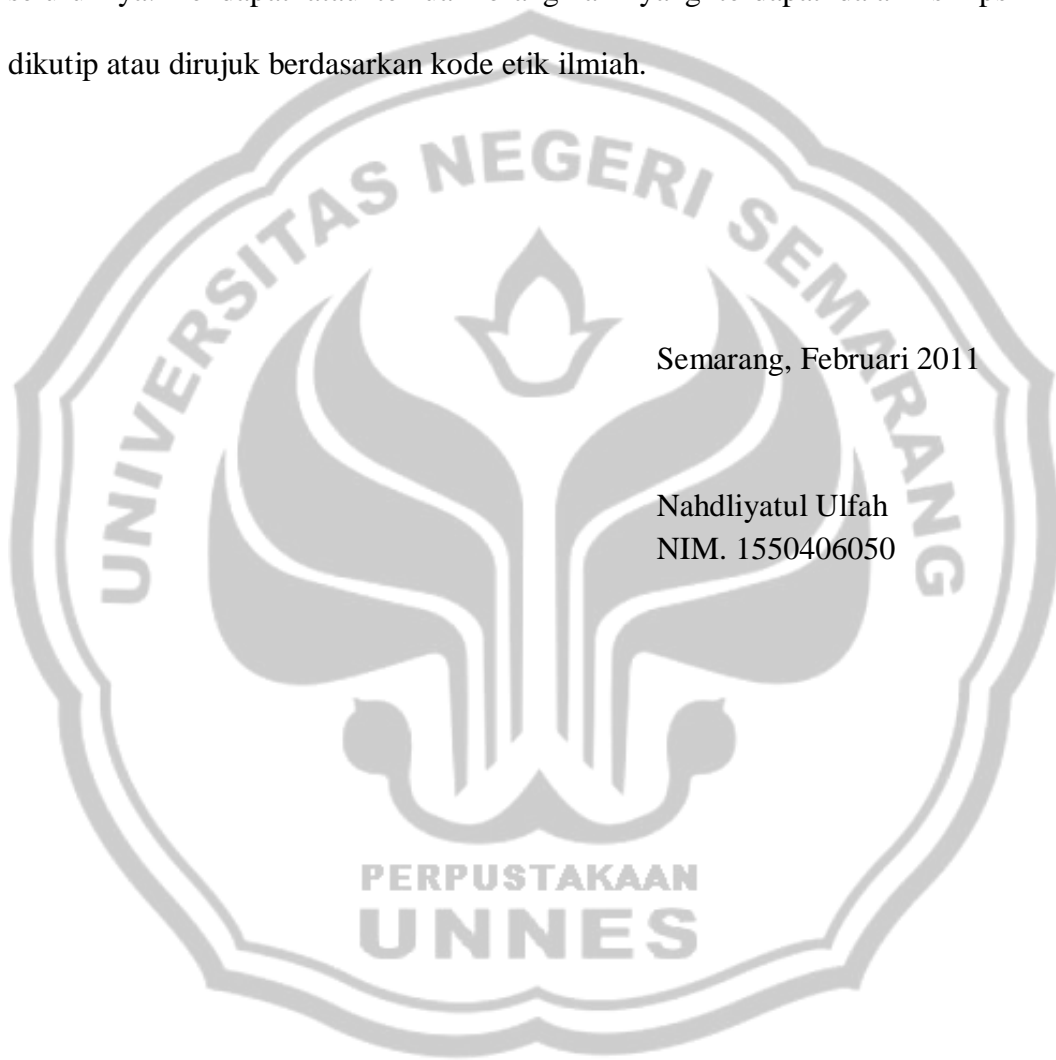 dikutip atau dirujuk berdasarkan kode etik ilmiah.
UNIVERSITAS NEGERI SEMARANG
Semarang, Februari 2011
Nahdliyatul Ulfah
NIM. 1550406050
PERPUSTAKAAN
UNNES